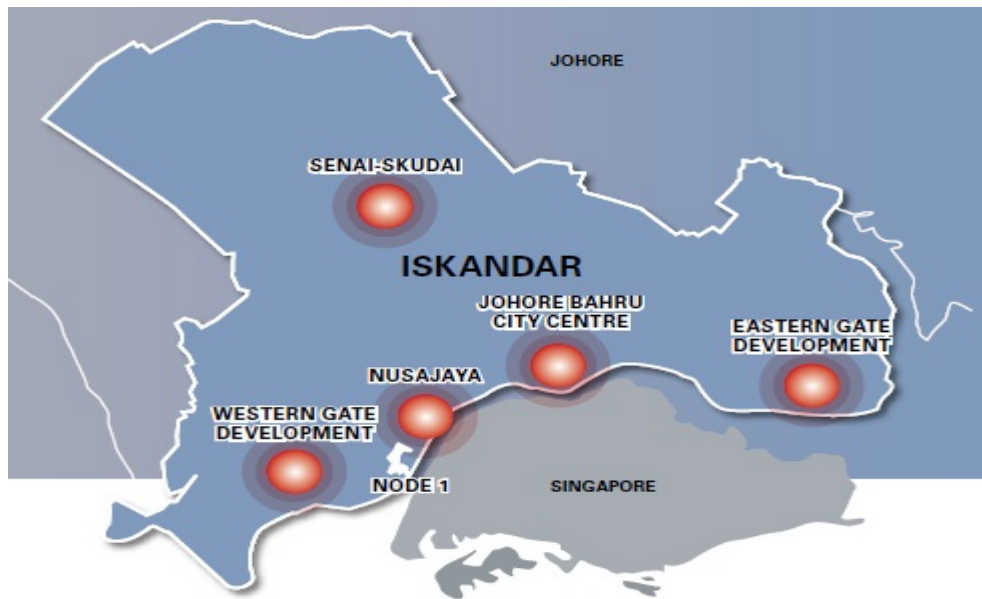 JOHORE
SENAI-SKUDAI
ISKANDAR
JOHORE BAHRU
CITY CENTRE
EASTERN GATE
DEVELOPMENT
NUSAJAYA
WESTERN GATE
DEVELOPMENT
NODE 1
SINGAPORE